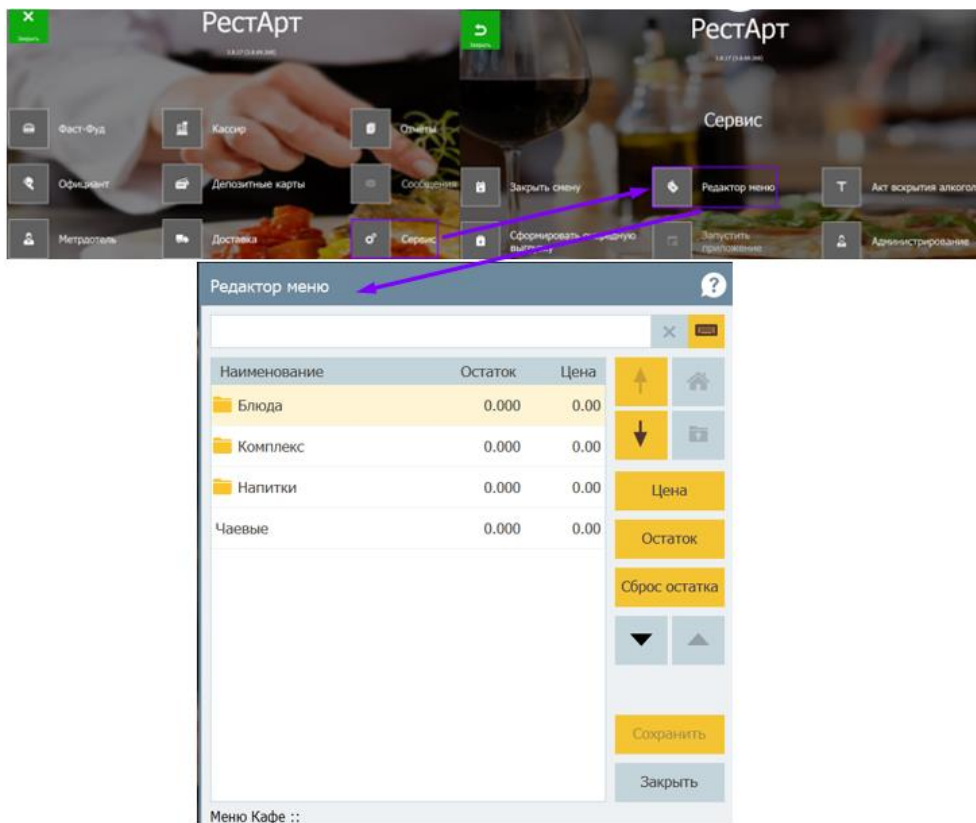 РестАрт
Закрыть
Фаст-Фуд
Кассир
Отчёты
Официант
Депозитные карты
Сообщения
Метрдотель
Доставка
Сервис
РестАрт
Закрыть
Сервис
Закрыть смену
Редактор меню
Акт вскрытия алкогол
Сформировать очередную
выгрузку
Запустить
приложение
Администрирование
Редактор меню
?
Наименование Остаток Цена
Блюда 0.000 0.00
Комплекс 0.000 0.00
Напитки 0.000 0.00
Чаевые 0.000 0.00
Цена
Остаток
Сброс остатка
Сохранить
Закрыть
Меню Кафе ::